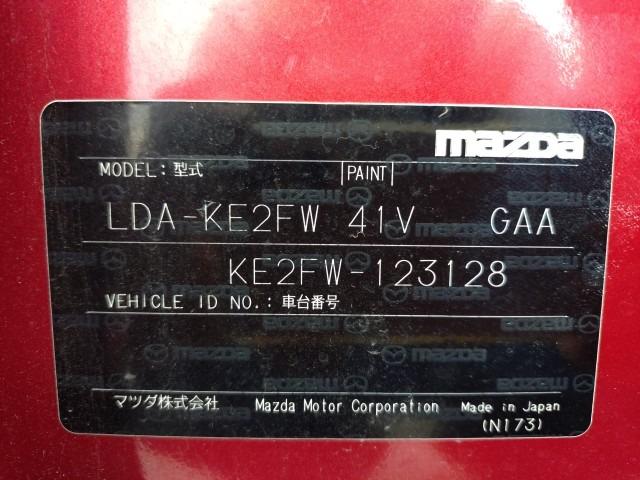 mazda
MODEL: 型式 PAINT
LDA-KE2FW 41V GAA
KE2FW-123128
VEHICLE ID NO.: 車台番号
mazda
マツダ株式会社 Mazda Motor Corporation Made in Japan
(N173)